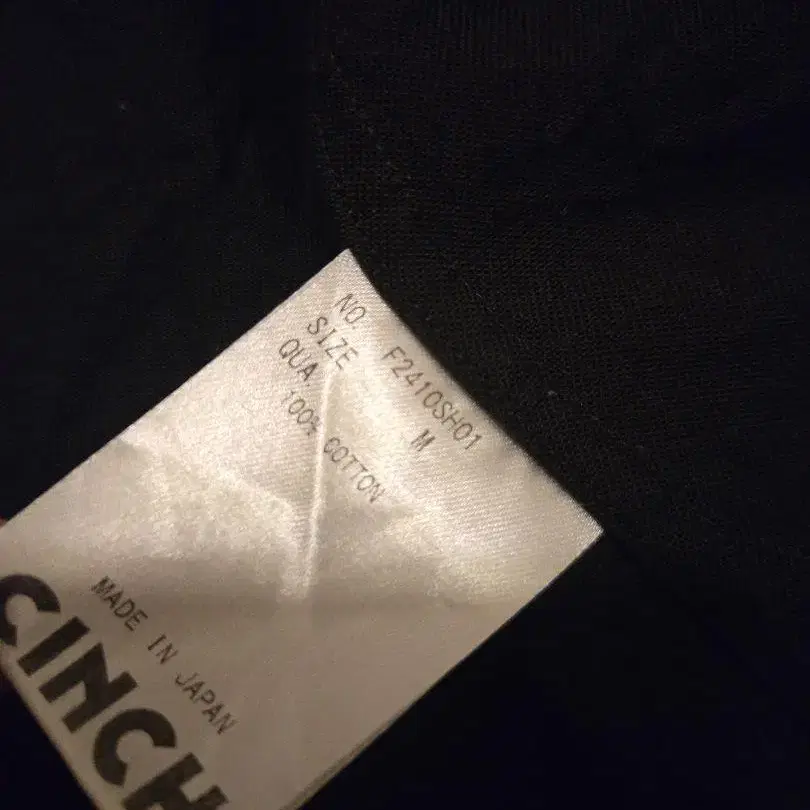 NO. F2410SH01
SIZE M
QUA. 100% COTTON
MADE IN JAPAN
CINCH